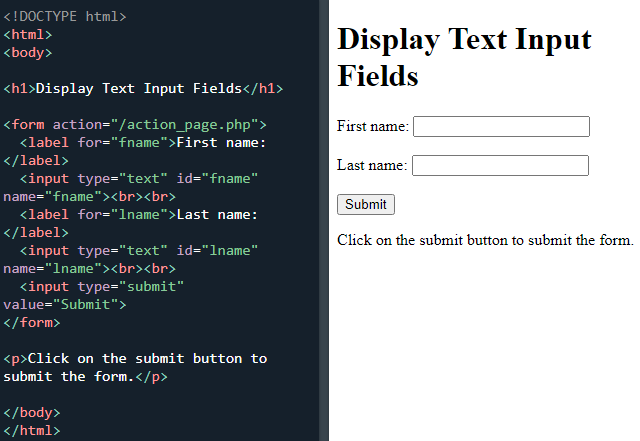 <!DOCTYPE html>
<html>
<body>
<h1>Display Text Input Fields</h1>
<form action="/action_page.php">
<label for="fname">First name:
</label>
<input type="text" id="fname"
name="fname"><br><br>
<label for="lname">Last name:
</label>
<input type="text" id="lname"
name="lname"><br><br>
<input type="submit"
value="Submit">
</form>
<p>Click on the submit button to
submit the form.</p>
</body>
</html>
Display Text Input
Fields
First name:
Last name:
Submit
Click on the submit button to submit the form.